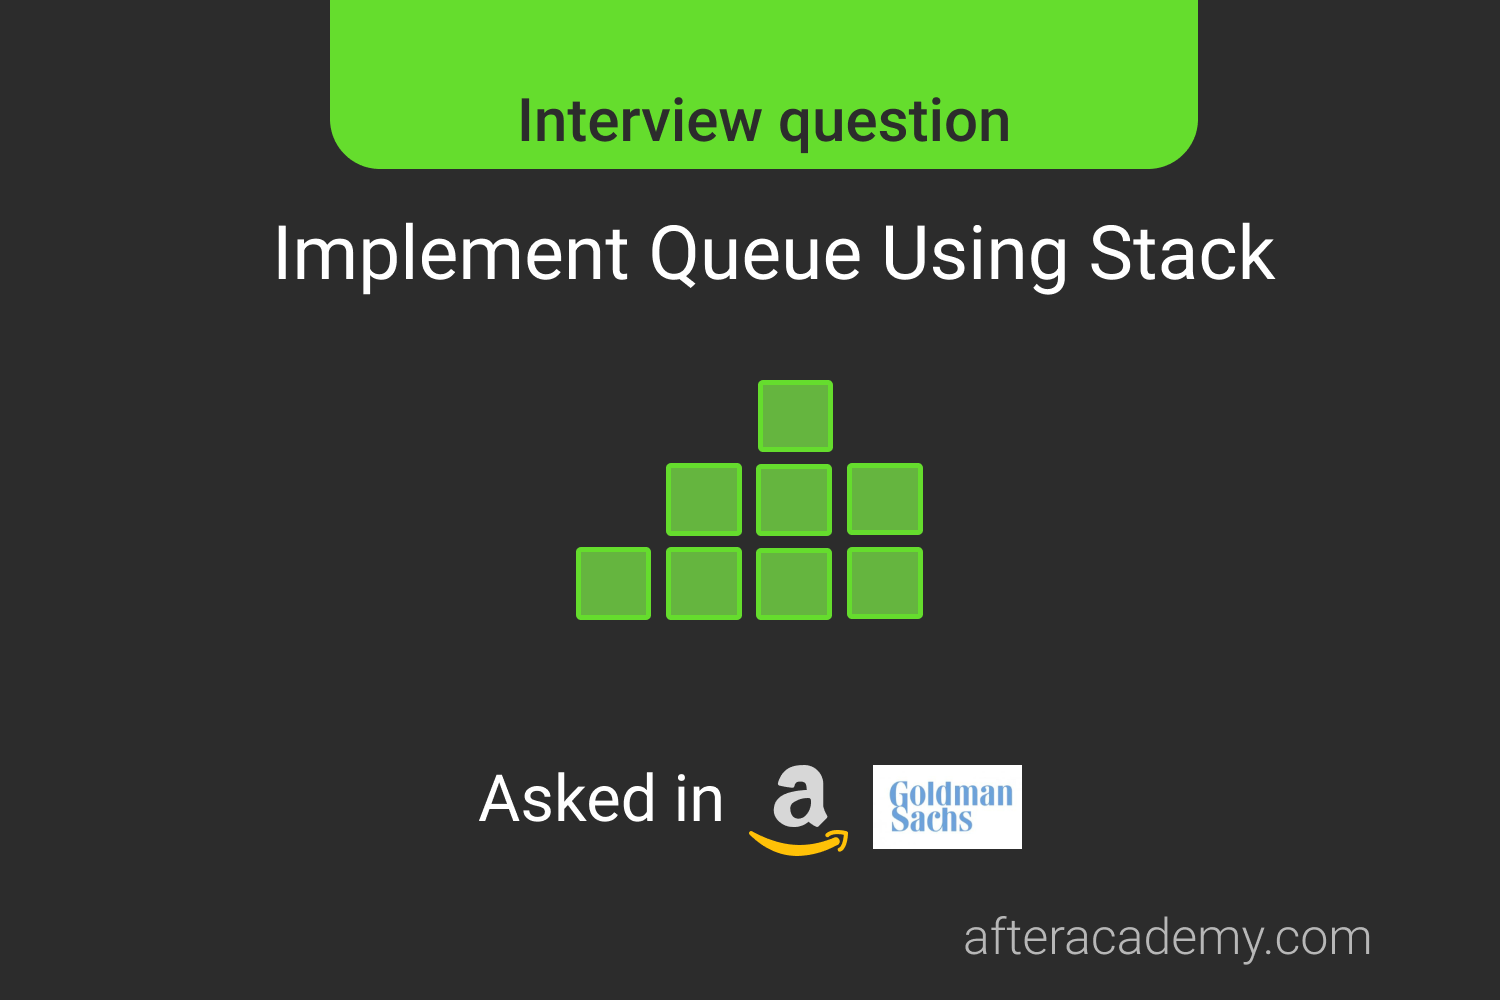 Interview question
Implement Queue Using Stack
Asked in a Goldman
Sachs
afteracademy.com